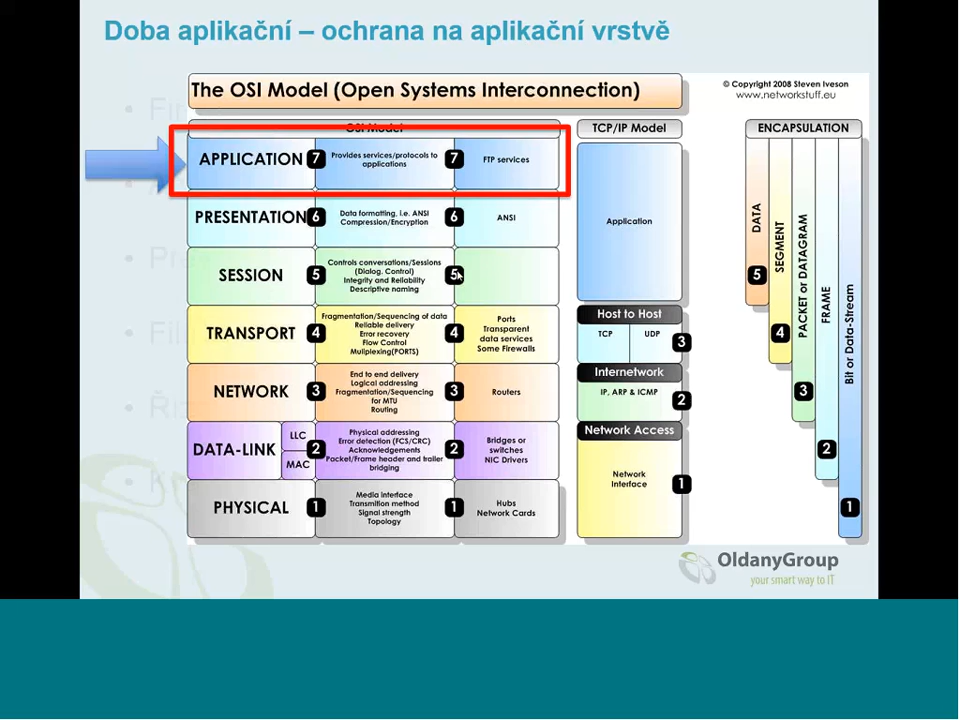 Doba aplikační – ochrana na aplikační vrstvě
The OSI Model (Open Systems Interconnection)
© Copyright 2008 Steven Iveson
www.networkstuff.eu
OSI Model
APPLICATION
7
Provides services/protocols to
applications
7
FTP services
PRESENTATION
6
Data formatting, i.e. ANSI
Compression/Encryption
6
ANSI
SESSION
5
Controls conversations/Sessions
(Dialog, Control)
Integrity and Reliability
Descriptive naming
5
TRANSPORT
4
Fragmentation/Sequencing of data
Reliable delivery
Error recovery
Flow Control
Muliplexing(PORTS)
4
Ports
Transparent
data services
Some Firewalls
NETWORK
3
End to end delivery
Logical addressing
Fragmentation/Sequencing
for MTU
Routing
3
Routers
DATA-LINK
LLC
MAC
2
Physical addressing
Error detection (FCS/CRC)
Acknowledgements
Packet/Frame header and trailer
bridging
2
Bridges or
switches
NIC Drivers
PHYSICAL
1
Media interface
Transmition method
Signal strength
Topology
1
Hubs
Network Cards
TCP/IP Model
Application
Host to Host
TCP
UDP
3
Internetwork
IP, ARP & ICMP
2
Network Access
Network
Interface
1
ENCAPSULATION
DATA
5
SEGMENT
4
PACKET or DATAGRAM
3
FRAME
2
Bit or Data-Stream
1
OldanyGroup
your smart way to IT